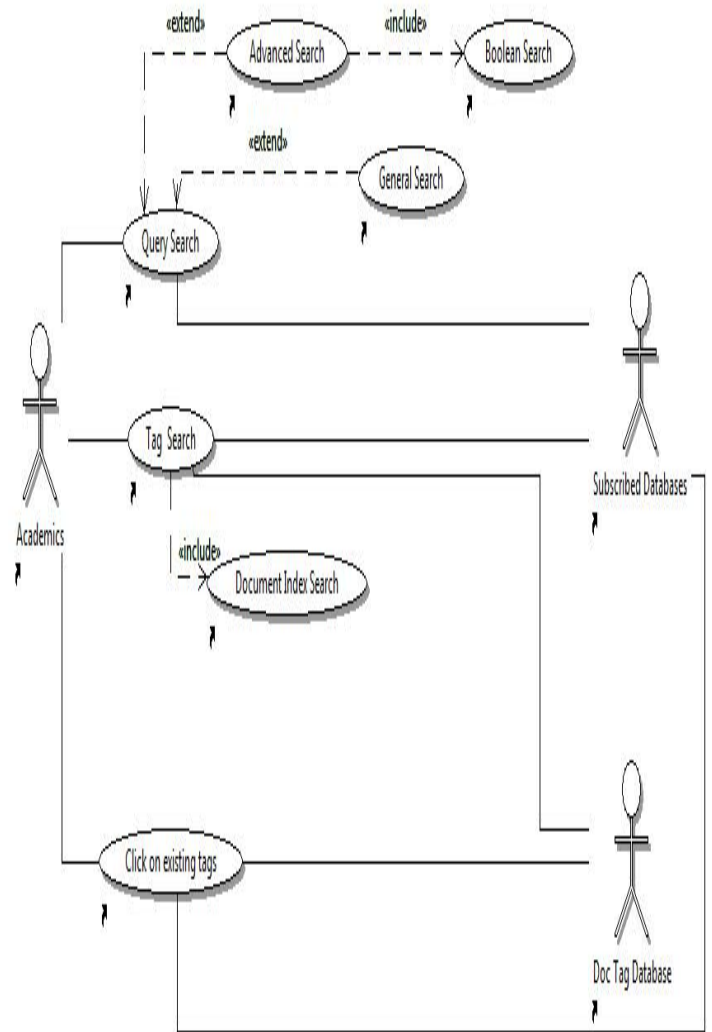 «extend»
Advanced Search
«include»
Boolean Search
«extend»
General Search
Query Search
Tag Search
Subscribed Databases
Academics
«include»
Document Index Search
Click on existing tags
Doc Tag Database